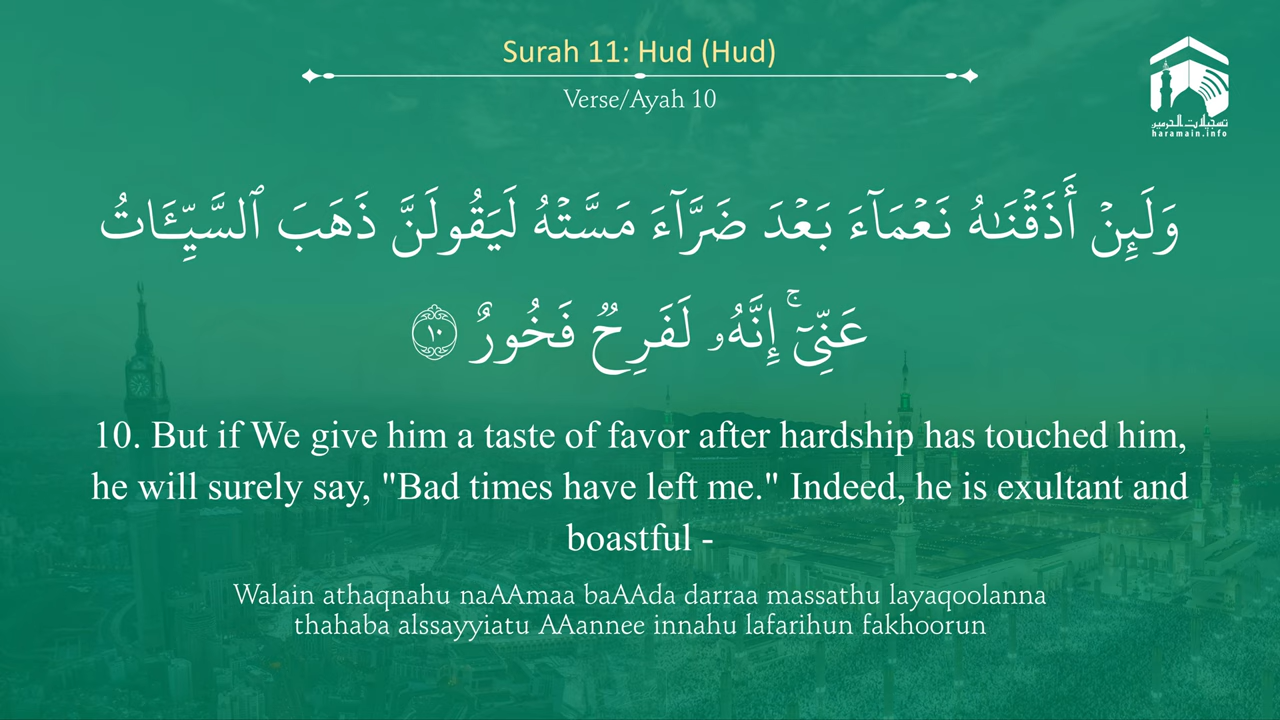 Surah 11: Hud (Hud)
Verse/Ayah 10
تسجيلات الحرمين
haramain.info
وَلَئِنۡ أَذَقۡنَٰهُ نَعۡمَآءَ بَعۡدَ ضَرَّآءَ مَسَّتۡهُ لَيَقُولَنَّ ذَهَبَ ٱلسَّيِّـَٔاتُ
عَنِّيٓۚ إِنَّهُۥ لَفَرِحٞ فَخُورٌ ١٠
10. But if We give him a taste of favor after hardship has touched him,
he will surely say, "Bad times have left me." Indeed, he is exultant and
boastful -
Walain athaqnahu naAAmaa baAAda darraa massathu layaqoolanna
thahaba alssayyiatu AAannee innahu lafarihun fakhoorun